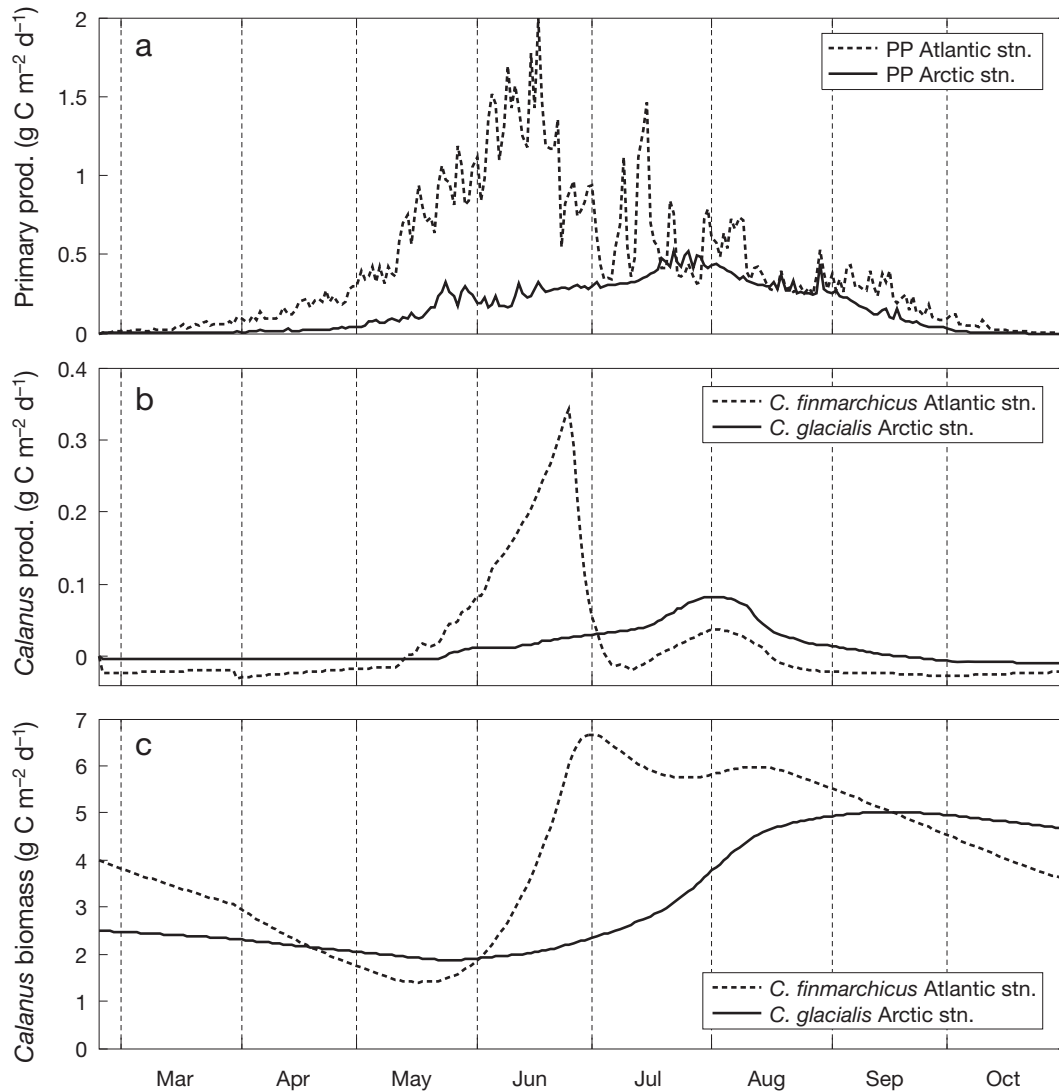 a
Primary prod. (g C m⁻² d⁻¹)
2
1.5
1
0.5
0
PP Atlantic stn.
PP Arctic stn.
b
Calanus prod. (g C m⁻² d⁻¹)
0.4
0.3
0.2
0.1
0
C. finmarchicus Atlantic stn.
C. glacialis Arctic stn.
c
Calanus biomass (g C m⁻² d⁻¹)
7
6
5
4
3
2
1
0
C. finmarchicus Atlantic stn.
C. glacialis Arctic stn.
Mar Apr May Jun Jul Aug Sep Oct